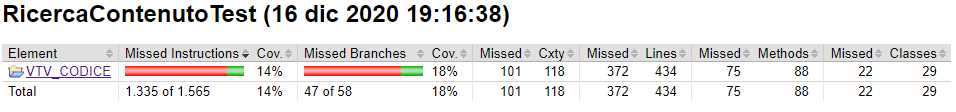 RicercaContenutoTest (16 dic 2020 19:16:38)
Element Missed Instructions Cov. Missed Branches Cov. Missed Cxty Missed Lines Missed Methods Missed Classes
VTV_CODICE 14% 18% 101 118 372 434 75 88 22 29
Total 1.335 of 1.565 14% 47 of 58 18% 101 118 372 434 75 88 22 29